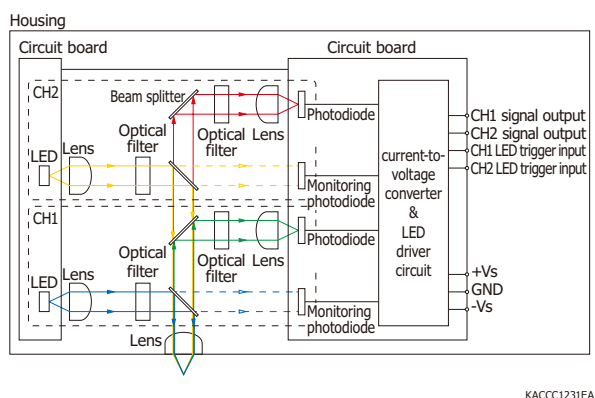 Housing
Circuit board
Circuit board
CH2
Beam splitter
Photodiode
Optical
filter
Optical
filter
Lens
LED
Lens
Monitoring
photodiode
CH1
Photodiode
Optical
filter
Optical
filter
Lens
LED
Lens
Monitoring
photodiode
Lens
current-to-
voltage
converter
&
LED
driver
circuit
CH1 signal output
CH2 signal output
CH1 LED trigger input
CH2 LED trigger input
+Vs
GND
-Vs
KACCC1231EA